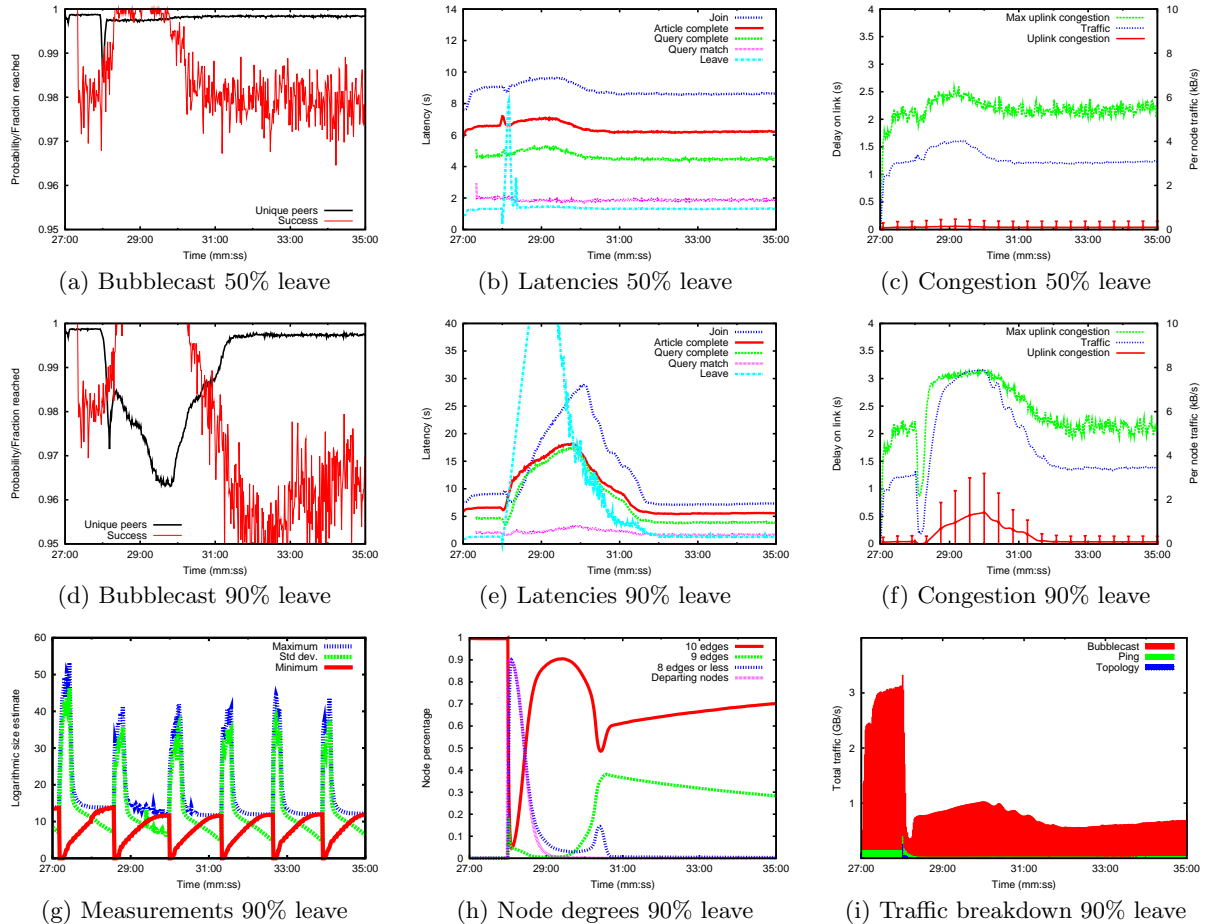 Probability/Fraction reached
1
0.99
0.98
0.97
0.96
0.95
Unique peers
Success
27:00 29:00 31:00 33:00 35:00
Time (mm:ss)
(a) Bubblecast 50% leave
Latency (s)
14
12
10
8
6
4
2
0
Join
Article complete
Query complete
Query match
Leave
27:00 29:00 31:00 33:00 35:00
Time (mm:ss)
(b) Latencies 50% leave
Delay on link (s)
4
3.5
3
2.5
2
1.5
1
0.5
0
Max uplink congestion
Traffic
Uplink congestion
10
8
6
4
2
0
Per node traffic (kB/s)
27:00 29:00 31:00 33:00 35:00
Time (mm:ss)
(c) Congestion 50% leave
Probability/Fraction reached
1
0.99
0.98
0.97
0.96
0.95
Unique peers
Success
27:00 29:00 31:00 33:00 35:00
Time (mm:ss)
(d) Bubblecast 90% leave
Latency (s)
40
35
30
25
20
15
10
5
0
Join
Article complete
Query complete
Query match
Leave
27:00 29:00 31:00 33:00 35:00
Time (mm:ss)
(e) Latencies 90% leave
Delay on link (s)
4
3.5
3
2.5
2
1.5
1
0.5
0
Max uplink congestion
Traffic
Uplink congestion
10
8
6
4
2
0
Per node traffic (kB/s)
27:00 29:00 31:00 33:00 35:00
Time (mm:ss)
(f) Congestion 90% leave
Logarithmic size estimate
60
50
40
30
20
10
0
Maximum
Std dev.
Minimum
27:00 29:00 31:00 33:00 35:00
Time (mm:ss)
(g) Measurements 90% leave
Node percentage
1
0.9
0.8
0.7
0.6
0.5
0.4
0.3
0.2
0.1
0
10 edges
9 edges
8 edges or less
Departing nodes
27:00 29:00 31:00 33:00 35:00
Time (mm:ss)
(h) Node degrees 90% leave
Total traffic (GB/s)
3
2
1
Bubblecast
Ping
Topology
27:00 29:00 31:00 33:00 35:00
Time (mm:ss)
(i) Traffic breakdown 90% leave